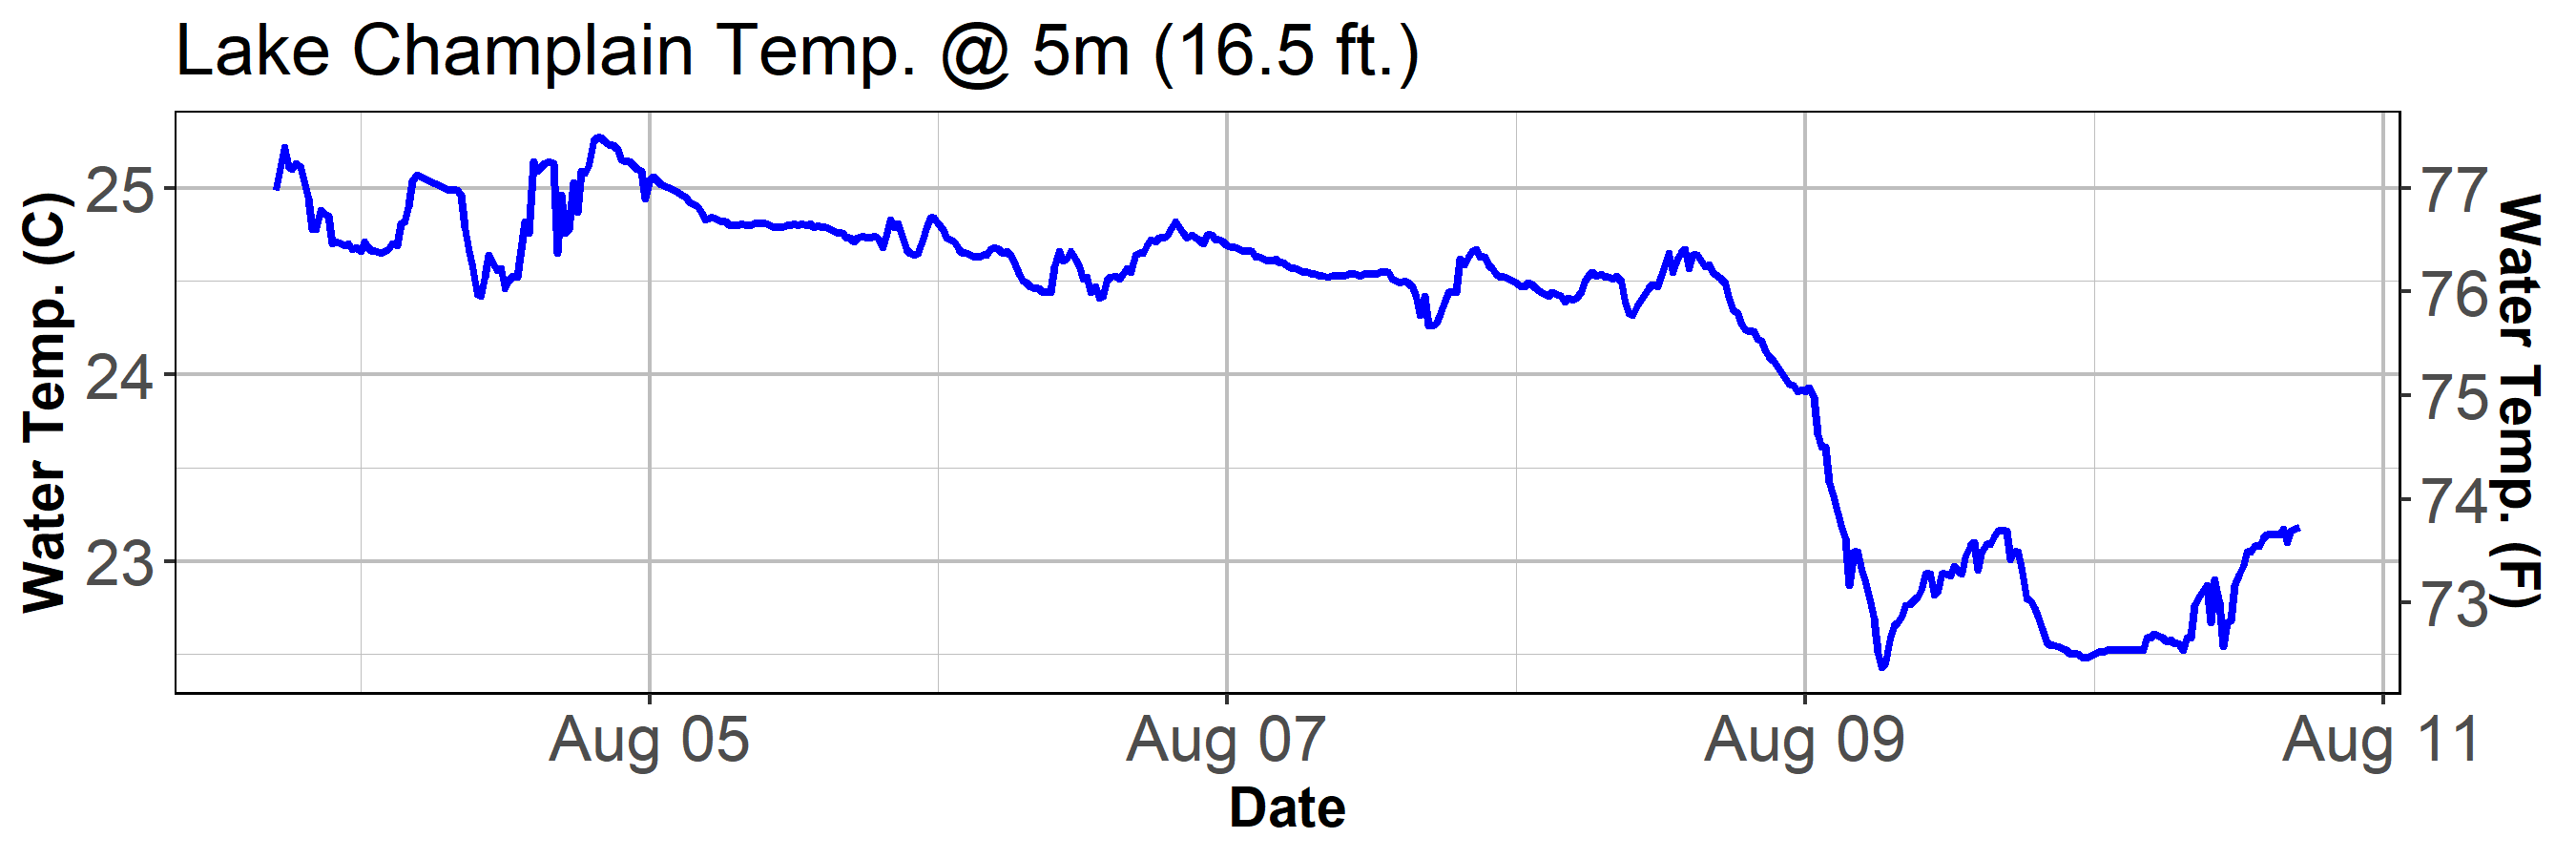 Lake Champlain Temp. @ 5m (16.5 ft.)
Water Temp. (C)
25
24
23
77
76
75
74
73
Water Temp. (F)
Aug 05
Aug 07
Aug 09
Aug 11
Date